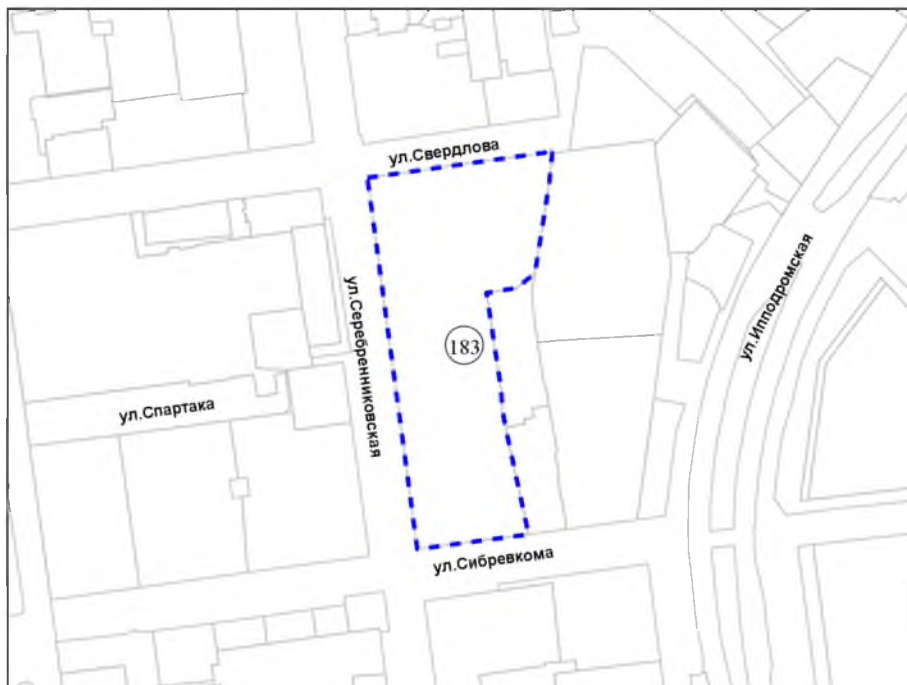 ул.Свердлова
ул.Серебренниковская
ул.Ипподромская
183
ул.Спартака
ул.Сибревкома